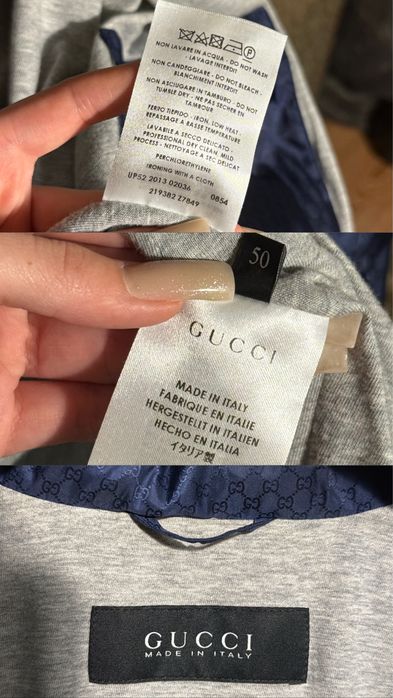 NON LAVARE IN ACQUA - DO NOT WASH
- LAVAGE INTERDIT
NON CANDEGGIARE - DO NOT BLEACH -
BLANCHIMENT INTERDIT
NON ASCIUGARE IN TAMBURO - DO NOT
TUMBLE DRY - NE PAS SECHER EN
TAMBOUR
FERRO TIEPIDO - IRON, LOW HEAT -
REPASSAGE A BASSE TEMPERATURE
LAVABILE A SECCO DELICATO -
PROFESSIONAL DRY CLEAN, MILD
PROCESS - NETTOYAGE A SEC DELICAT
PERCHLORETHYLENE
IRONING WITH A CLOTH
UP52 2013 02036 0854
219382 Z7849
50
GUCCI
MADE IN ITALY
FABRIQUE EN ITALIE
HERGESTELLT IN ITALIEN
HECHO EN ITALIA
イタリア製
GUCCI
MADE IN ITALY